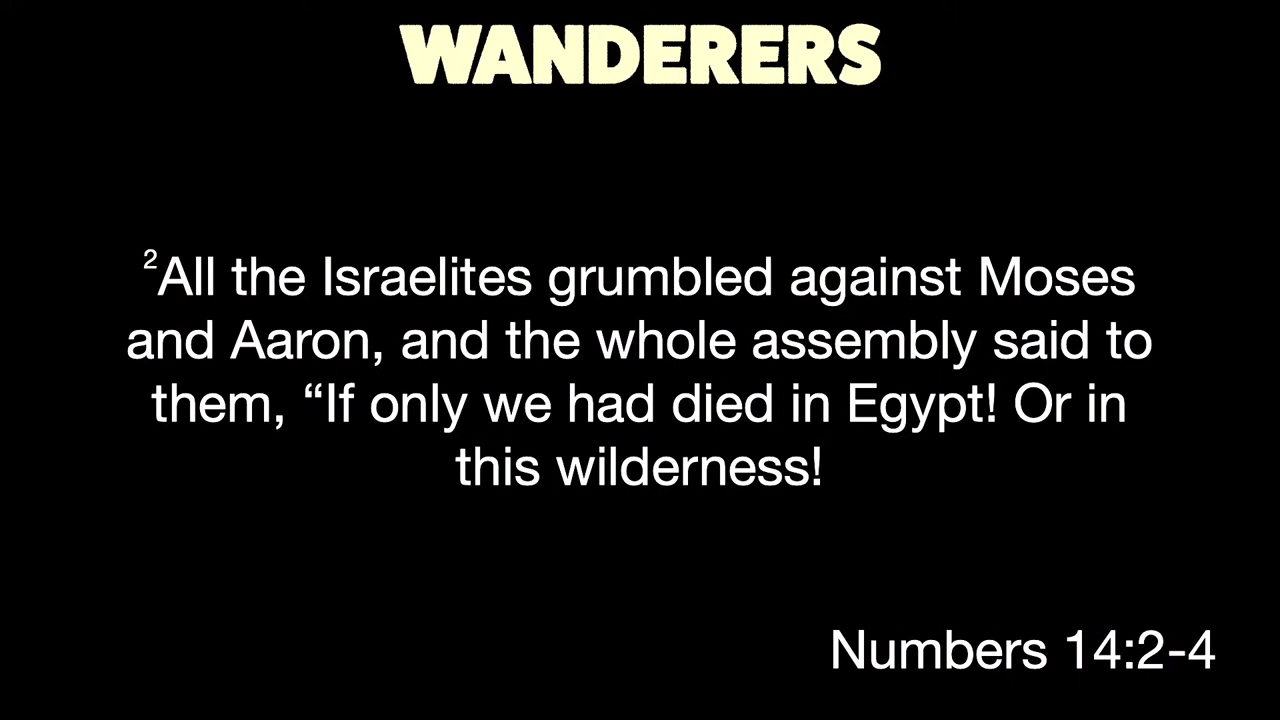 WANDERERS
²All the Israelites grumbled against Moses
and Aaron, and the whole assembly said to
them, “If only we had died in Egypt! Or in
this wilderness!
Numbers 14:2-4